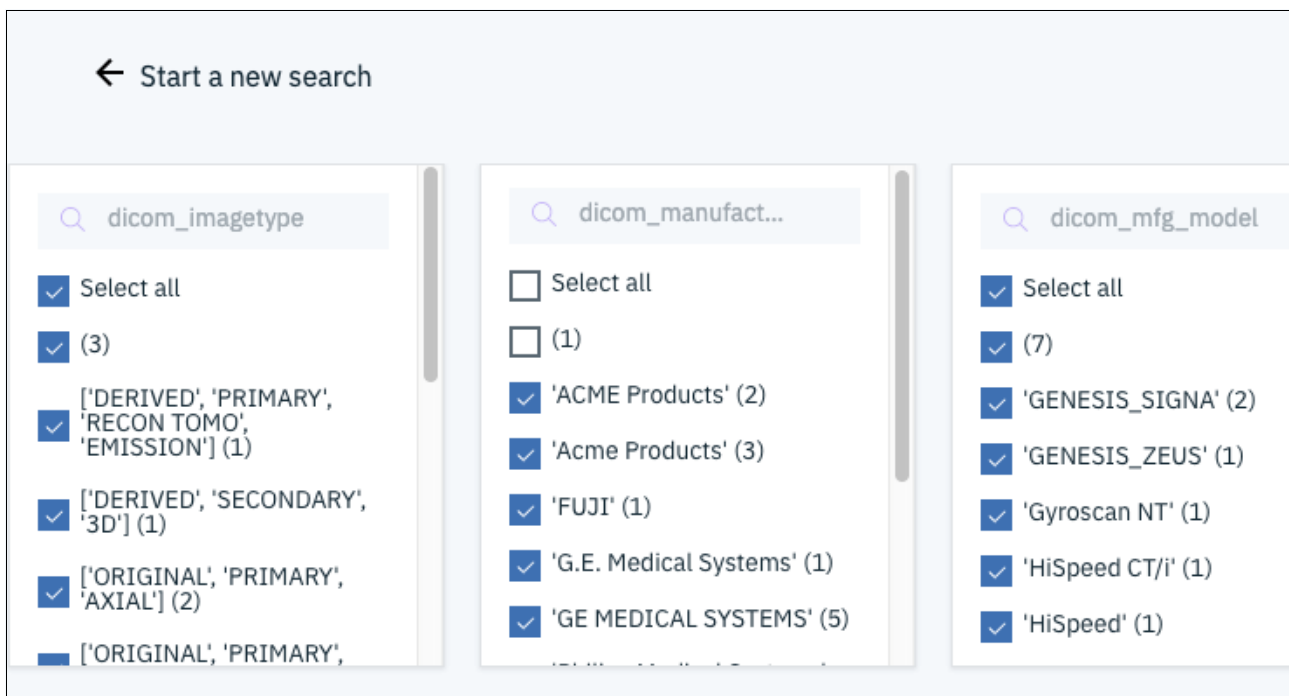 Start a new search
dicom_imagetype
Select all
(3)
['DERIVED', 'PRIMARY',
'RECON TOMO',
'EMISSION'] (1)
['DERIVED', 'SECONDARY',
'3D'] (1)
['ORIGINAL', 'PRIMARY',
'AXIAL'] (2)
['ORIGINAL', 'PRIMARY',
dicom_manufact...
Select all
(1)
'ACME Products' (2)
'Acme Products' (3)
'FUJI' (1)
'G.E. Medical Systems' (1)
'GE MEDICAL SYSTEMS' (5)
dicom_mfg_model
Select all
(7)
'GENESIS_SIGNA' (2)
'GENESIS_ZEUS' (1)
'Gyroscan NT' (1)
'HiSpeed CT/i' (1)
'HiSpeed' (1)